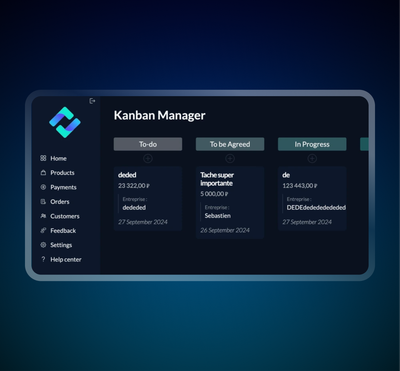 Kanban Manager
Home
Products
Payments
Orders
Customers
Feedback
Settings
Help center
To-do
deded
23 322,00 ₽
Entreprise :
dededed
27 September 2024
To be Agreed
Tache super
importante
5 000,00 ₽
Entreprise :
Sebastien
26 September 2024
In Progress
de
123 443,00 ₽
Entreprise :
27 September 2024